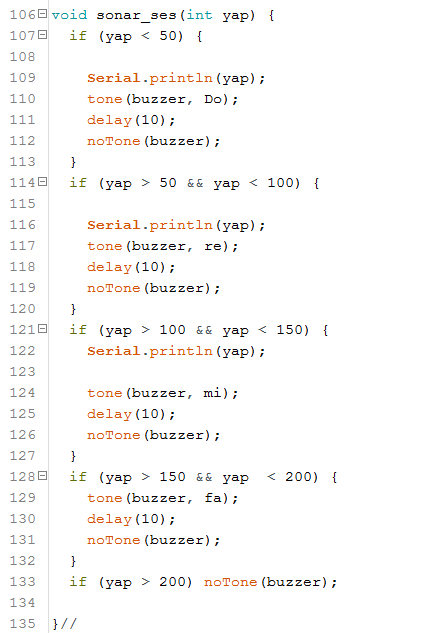 106 void sonar_ses(int yap) {
107 if (yap < 50) {
108
109 Serial.println(yap);
110 tone(buzzer, Do);
111 delay(10);
112 noTone(buzzer);
113 }
114 if (yap > 50 && yap < 100) {
115
116 Serial.println(yap);
117 tone(buzzer, re);
118 delay(10);
119 noTone(buzzer);
120 }
121 if (yap > 100 && yap < 150) {
122 Serial.println(yap);
123
124 tone(buzzer, mi);
125 delay(10);
126 noTone(buzzer);
127 }
128 if (yap > 150 && yap  < 200) {
129 tone(buzzer, fa);
130 delay(10);
131 noTone(buzzer);
132 }
133 if (yap > 200) noTone(buzzer);
134
135 }//